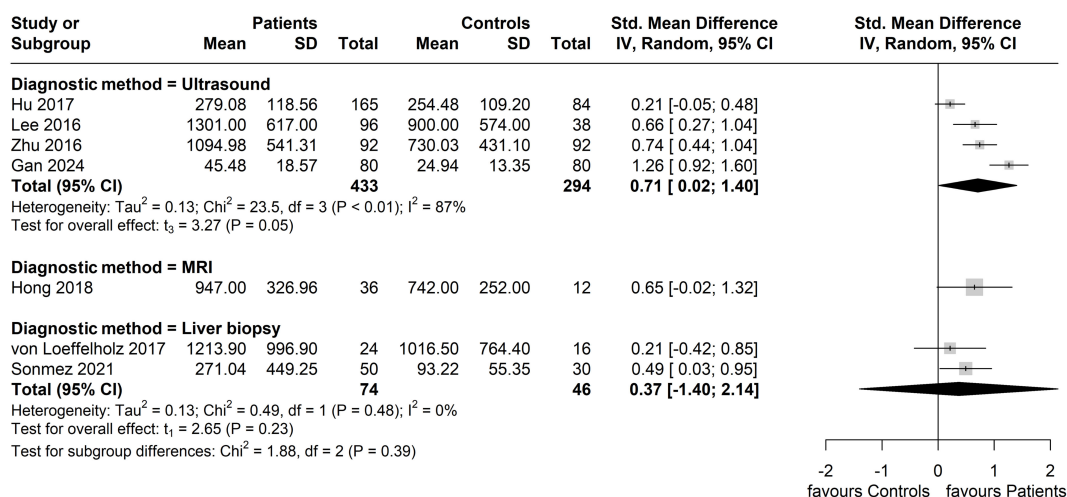 Study or Patients Controls Std. Mean Difference Std. Mean Difference
Subgroup Mean SD Total Mean SD Total IV, Random, 95% CI IV, Random, 95% CI
Diagnostic method = Ultrasound
Hu 2017 279.08 118.56 165 254.48 109.20 84 0.21 [-0.05; 0.48]
Lee 2016 1301.00 617.00 96 900.00 574.00 38 0.66 [ 0.27; 1.04]
Zhu 2016 1094.98 541.31 92 730.03 431.10 92 0.74 [ 0.44; 1.04]
Gan 2024 45.48 18.57 80 24.94 13.35 80 1.26 [ 0.92; 1.60]
Total (95% CI) 433 294 0.71 [ 0.02; 1.40]
Heterogeneity: Tau² = 0.13; Chi² = 23.5, df = 3 (P < 0.01); I² = 87%
Test for overall effect: t₃ = 3.27 (P = 0.05)
Diagnostic method = MRI
Hong 2018 947.00 326.96 36 742.00 252.00 12 0.65 [-0.02; 1.32]
Diagnostic method = Liver biopsy
von Loeffelholz 2017 1213.90 996.90 24 1016.50 764.40 16 0.21 [-0.42; 0.85]
Sonmez 2021 271.04 449.25 50 93.22 55.35 30 0.49 [ 0.03; 0.95]
Total (95% CI) 74 46 0.37 [-1.40; 2.14]
Heterogeneity: Tau² = 0.13; Chi² = 0.49, df = 1 (P = 0.48); I² = 0%
Test for overall effect: t₁ = 2.65 (P = 0.23)
Test for subgroup differences: Chi² = 1.88, df = 2 (P = 0.39)
-2 -1 0 1 2
favours Controls favours Patients